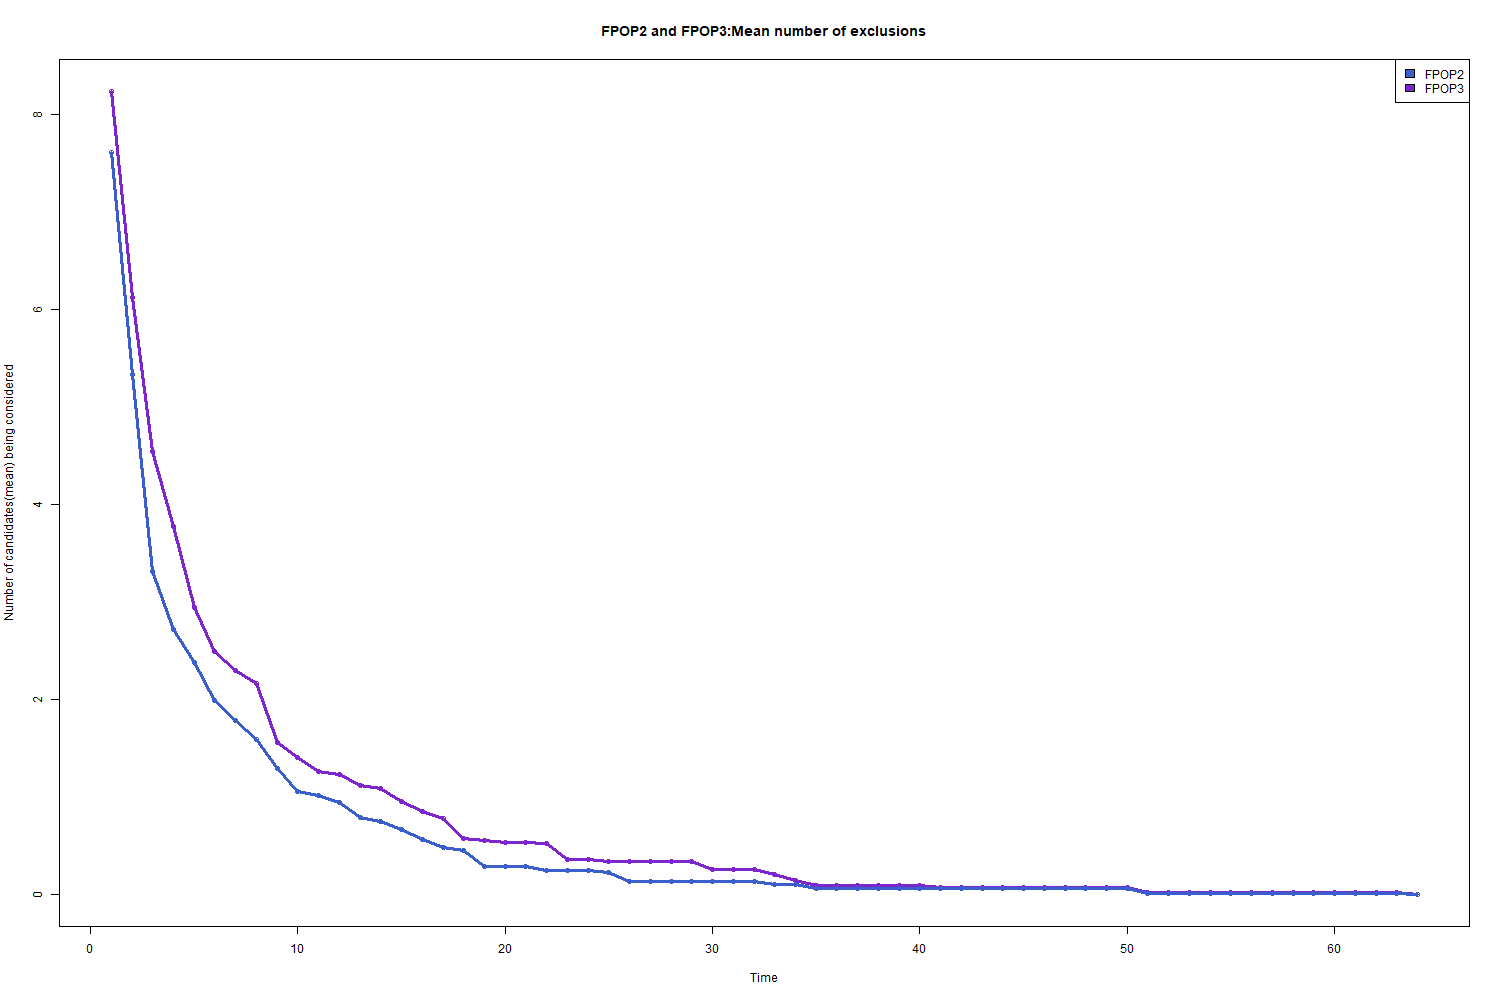 FPOP2 and FPOP3:Mean number of exclusions
FPOP2
FPOP3
Number of candidates(mean) being considered
8
6
4
2
0
0 10 20 30 40 50 60
Time